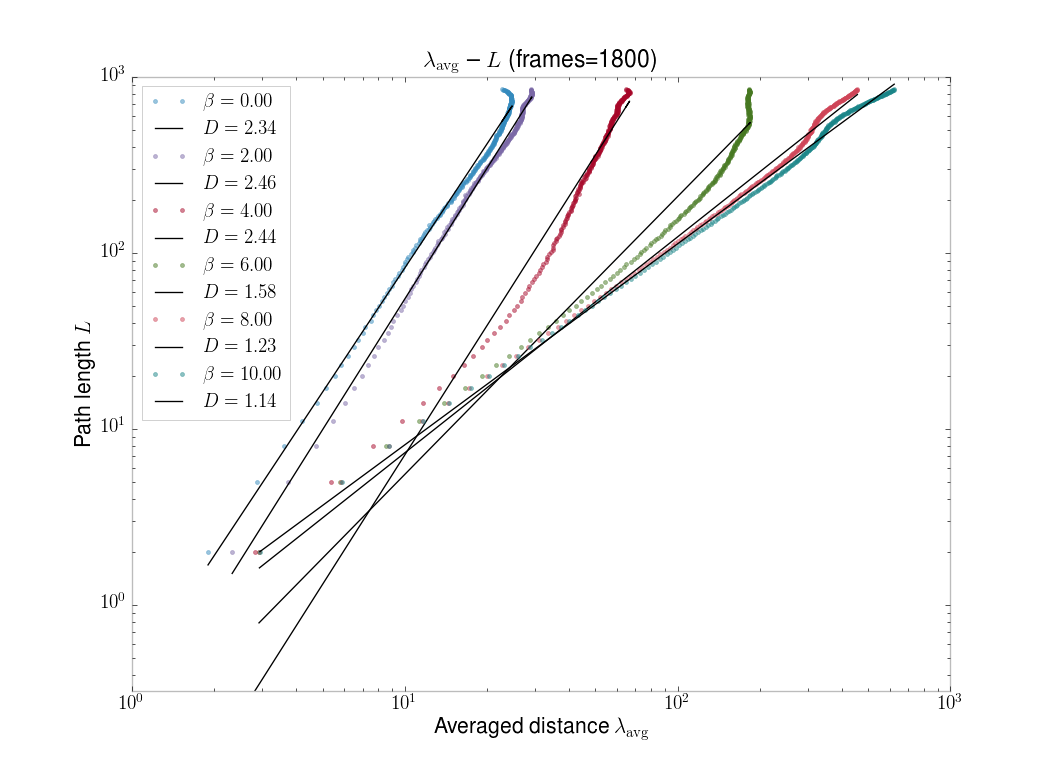 λavg − L (frames=1800)
10³
10²
10¹
10⁰
Path length L
β = 0.00
D = 2.34
β = 2.00
D = 2.46
β = 4.00
D = 2.44
β = 6.00
D = 1.58
β = 8.00
D = 1.23
β = 10.00
D = 1.14
10⁰ 10¹ 10² 10³
Averaged distance λavg